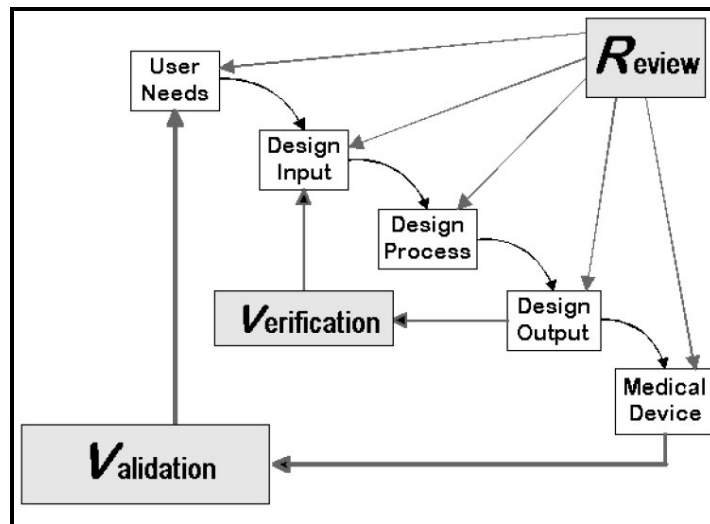 Review
User
Needs
Design
Input
Design
Process
Verification
Design
Output
Medical
Device
Validation